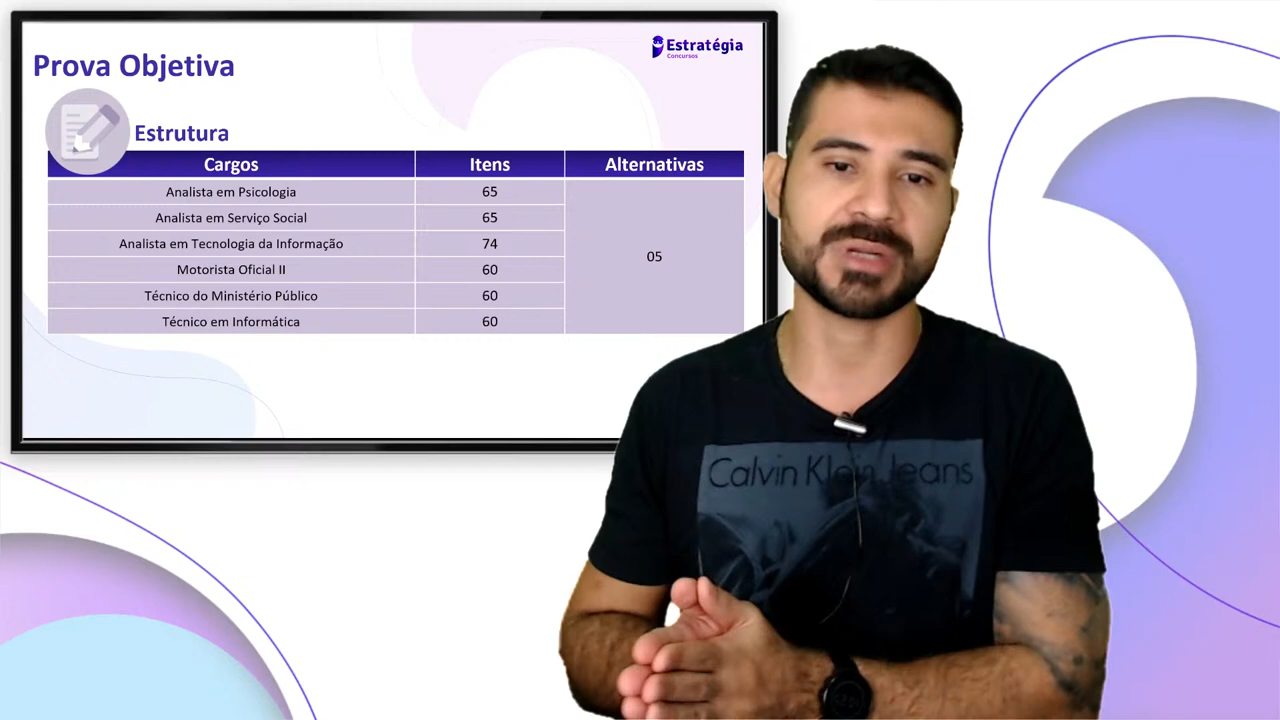 Prova Objetiva
Estratégia
Concursos
Estrutura
Cargos Itens Alternativas
Analista em Psicologia 65
Analista em Serviço Social 65
Analista em Tecnologia da Informação 74
05
Motorista Oficial II 60
Técnico do Ministério Público 60
Técnico em Informática 60
Calvin Klein Jeans